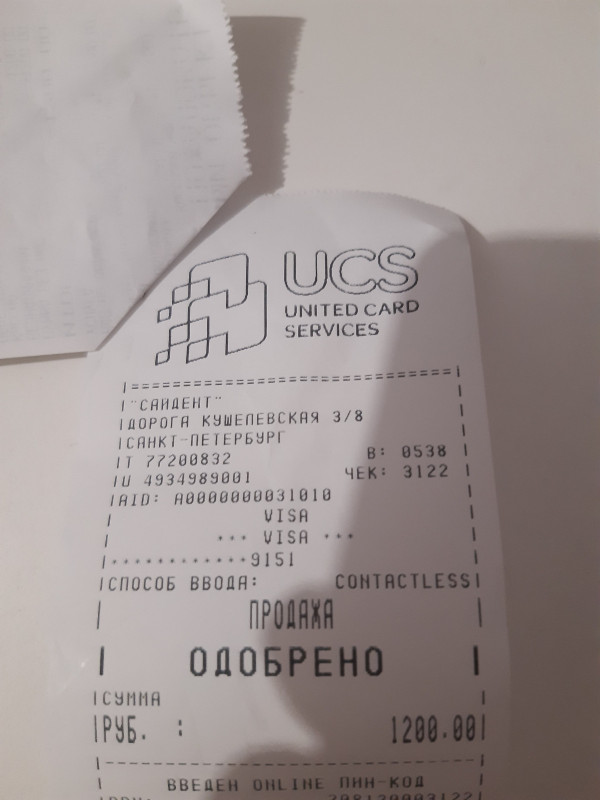 UCS
UNITED CARD
SERVICES
"САЙДЕНТ"
ДОРОГА КУШЕЛЕВСКАЯ 3/8
САНКТ-ПЕТЕРБУРГ
T 77200832 B: 0538
U 4934989001 ЧЕК: 3122
AID: A0000000031010
VISA
*** VISA ***
************9151
СПОСОБ ВВОДА: CONTACTLESS
ПРОДАЖА
ОДОБРЕНО
СУММА
РУБ. : 1200.00
ВВЕДЕН ONLINE ПИН-КОД